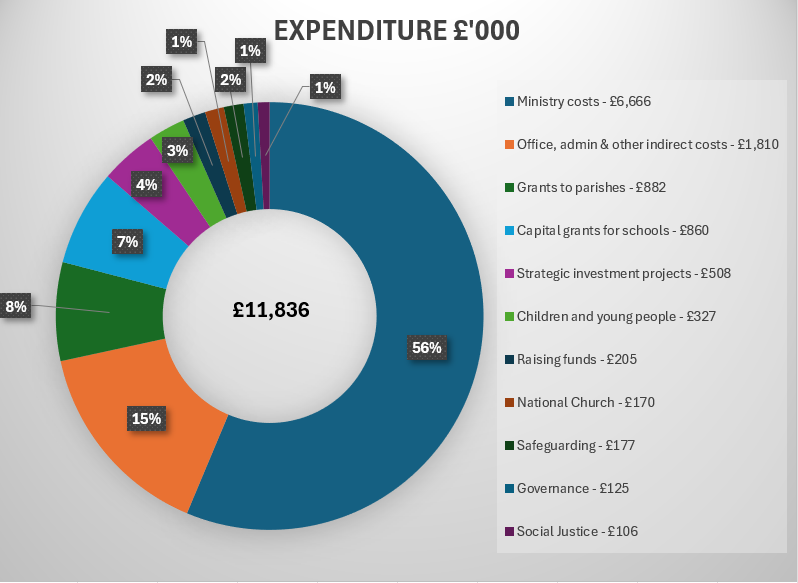 EXPENDITURE £'000
1%
1%
2%
2%
1%
3%
4%
7%
8%
15%
56%
£11,836
Ministry costs - £6,666
Office, admin & other indirect costs - £1,810
Grants to parishes - £882
Capital grants for schools - £860
Strategic investment projects - £508
Children and young people - £327
Raising funds - £205
National Church - £170
Safeguarding - £177
Governance - £125
Social Justice - £106